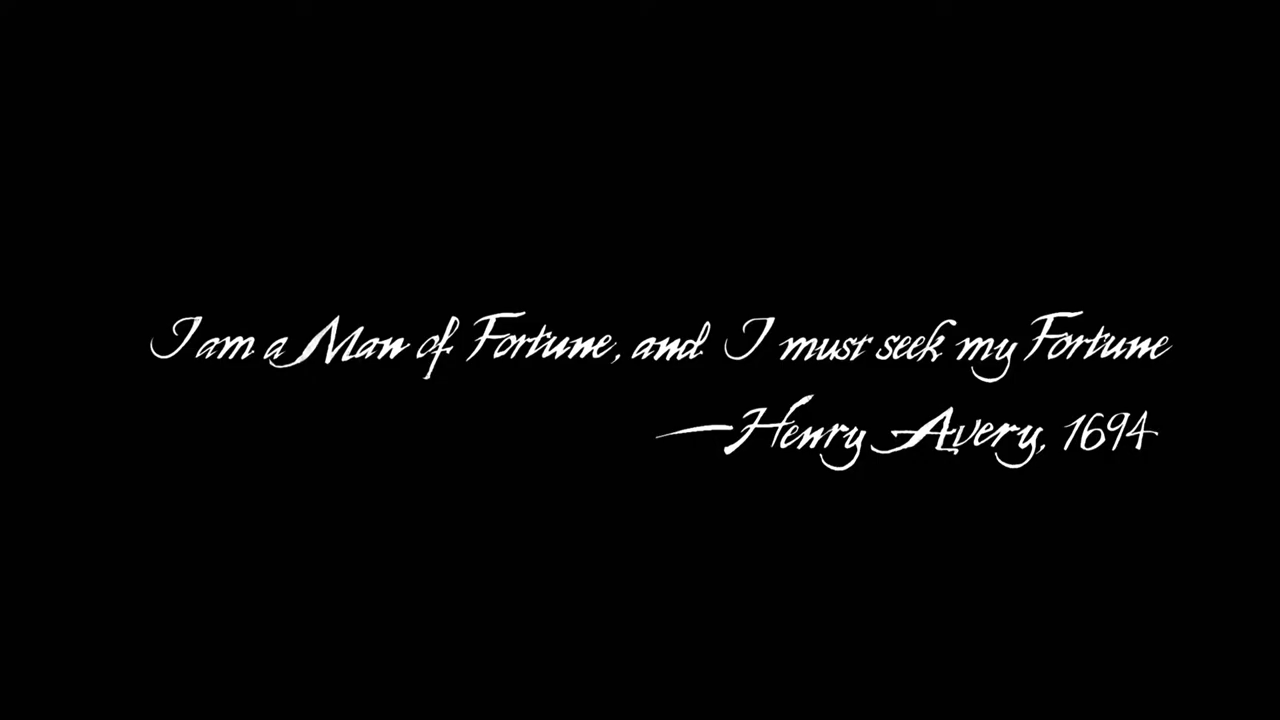 I am a Man of Fortune, and I must seek my Fortune
—Henry Avery, 1694